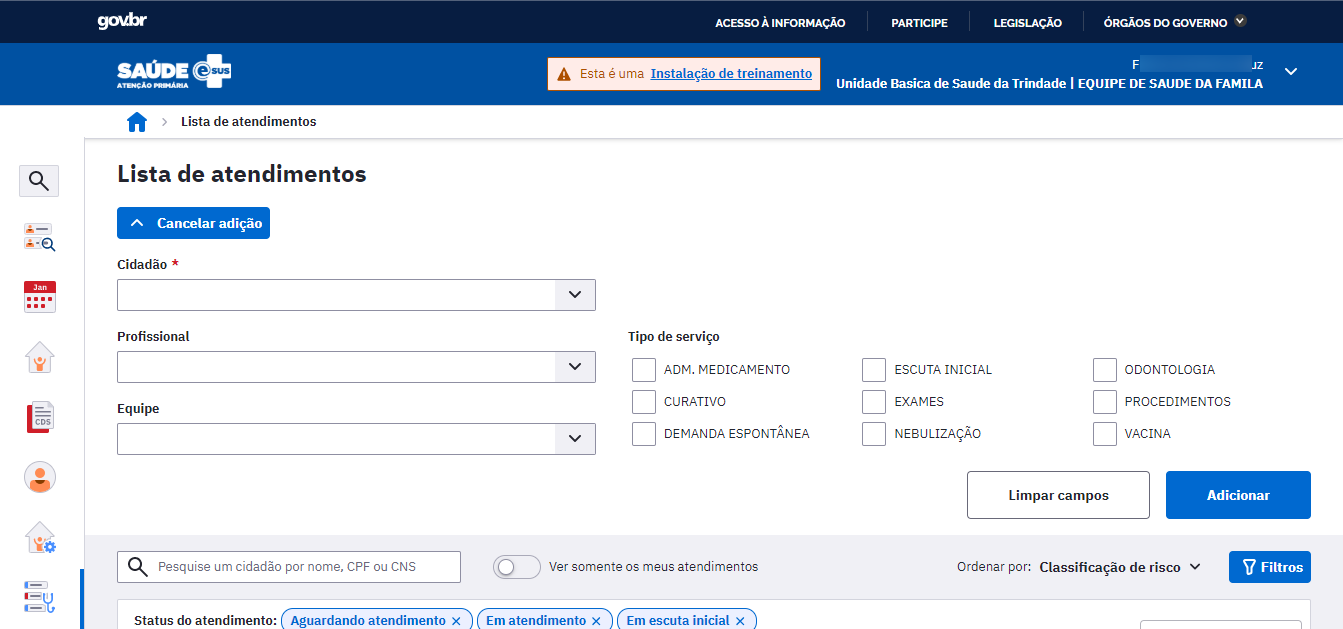 gov.br
ACESSO À INFORMAÇÃO
PARTICIPE
LEGISLAÇÃO
ÓRGÃOS DO GOVERNO
SAÚDE e SUS
ATENÇÃO PRIMÁRIA
Esta é uma Instalação de treinamento
Unidade Basica de Saude da Trindade | EQUIPE DE SAUDE DA FAMILA
Lista de atendimentos
Lista de atendimentos
Cancelar adição
Cidadão *
Jan
Profissional
Tipo de serviço
ADM. MEDICAMENTO
ESCUTA INICIAL
ODONTOLOGIA
CURATIVO
EXAMES
PROCEDIMENTOS
DEMANDA ESPONTÂNEA
NEBULIZAÇÃO
VACINA
Equipe
CDS
Limpar campos
Adicionar
Pesquise um cidadão por nome, CPF ou CNS
Ver somente os meus atendimentos
Ordenar por: Classificação de risco
Filtros
Status do atendimento: Aguardando atendimento × Em atendimento × Em escuta inicial ×